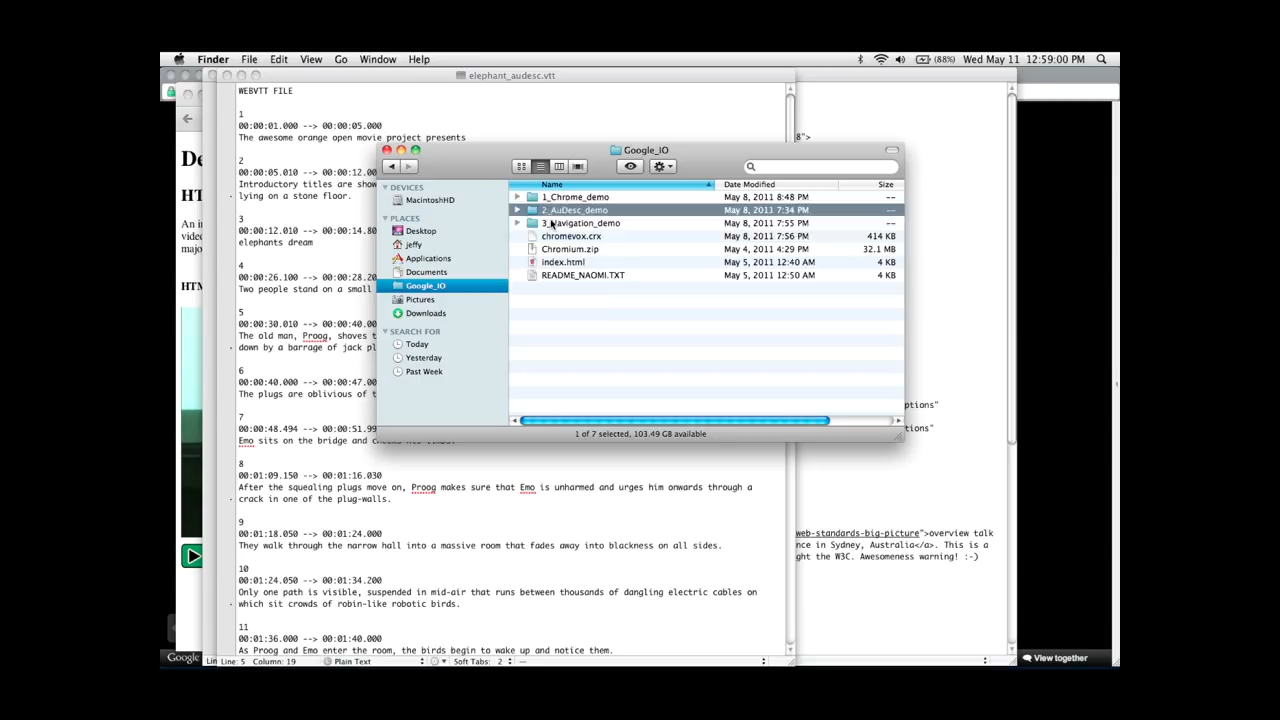 Finder File Edit View Go Window Help (88%) Wed May 11 12:59:00 PM
elephant_audesc.vtt
WEBVTT FILE
1
00:00:01.000 --> 00:00:05.000
The awesome orange open movie project presents
2
00:00:05.010 --> 00:00:12.00
Introductory titles are show
lying on a stone floor.
3
00:00:12.010 --> 00:00:14.80
elephants dream
4
00:00:26.100 --> 00:00:28.20
Two people stand on a small
5
00:00:30.010 --> 00:00:40.00
The old man, Proog, shoves t
down by a barrage of jack pl
6
00:00:40.000 --> 00:00:47.00
The plugs are oblivious of t
7
00:00:48.494 --> 00:00:51.99
Emo sits on the bridge and
8
00:01:09.150 --> 00:01:16.030
After the squealing plugs move on, Proog makes sure that Emo is unharmed and urges him onwards through a
crack in one of the plug-walls.
9
00:01:18.050 --> 00:01:24.000
They walk through the narrow hall into a massive room that fades away into blackness on all sides.
10
00:01:24.050 --> 00:01:34.200
Only one path is visible, suspended in mid-air that runs between thousands of dangling electric cables on
which sit crowds of robin-like robotic birds.
11
00:01:36.000 --> 00:01:40.000
As Proog and Emo enter the room, the birds begin to wake up and notice them.
Line: 5 Column: 19 Plain Text Soft Tabs: 2 —
Google_IO
DEVICES
MacintoshHD
PLACES
Desktop
jeffy
Applications
Documents
Google_IO
Pictures
Downloads
SEARCH FOR
Today
Yesterday
Past Week
Name Date Modified Size
1_Chrome_demo May 8, 2011 8:48 PM --
2_AuDesc_demo May 8, 2011 7:34 PM --
3_Navigation_demo May 8, 2011 7:55 PM --
chromevox.crx May 8, 2011 7:56 PM 414 KB
Chromium.zip May 4, 2011 4:29 PM 32.1 MB
index.html May 5, 2011 12:40 AM 4 KB
README_NAOMI.TXT May 5, 2011 12:50 AM 4 KB
1 of 7 selected, 103.49 GB available
De
HT
An in
vide
majo
HTM
8">
ptions"
ptions"
web-standards-big-picture">overview talk
nce in Sydney, Australia</a>. This is a
ght the W3C. Awesomeness warning! :-)
Google
Lin
View together